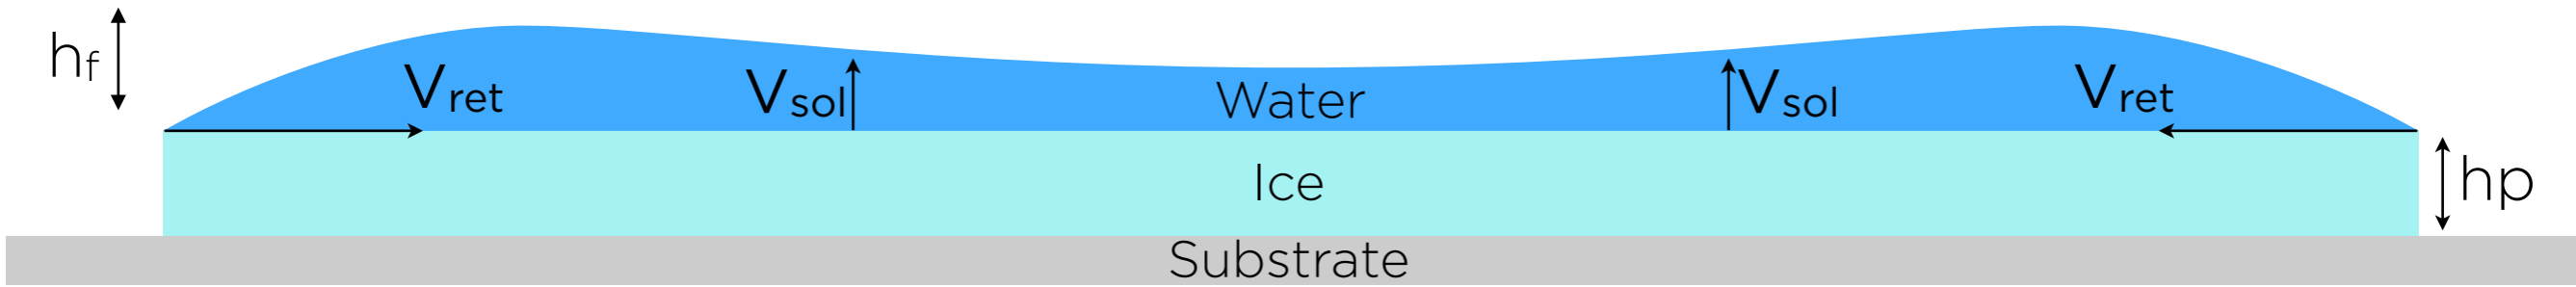 hf
Vret
Vsol
Water
Vsol
Vret
Ice
hp
Substrate